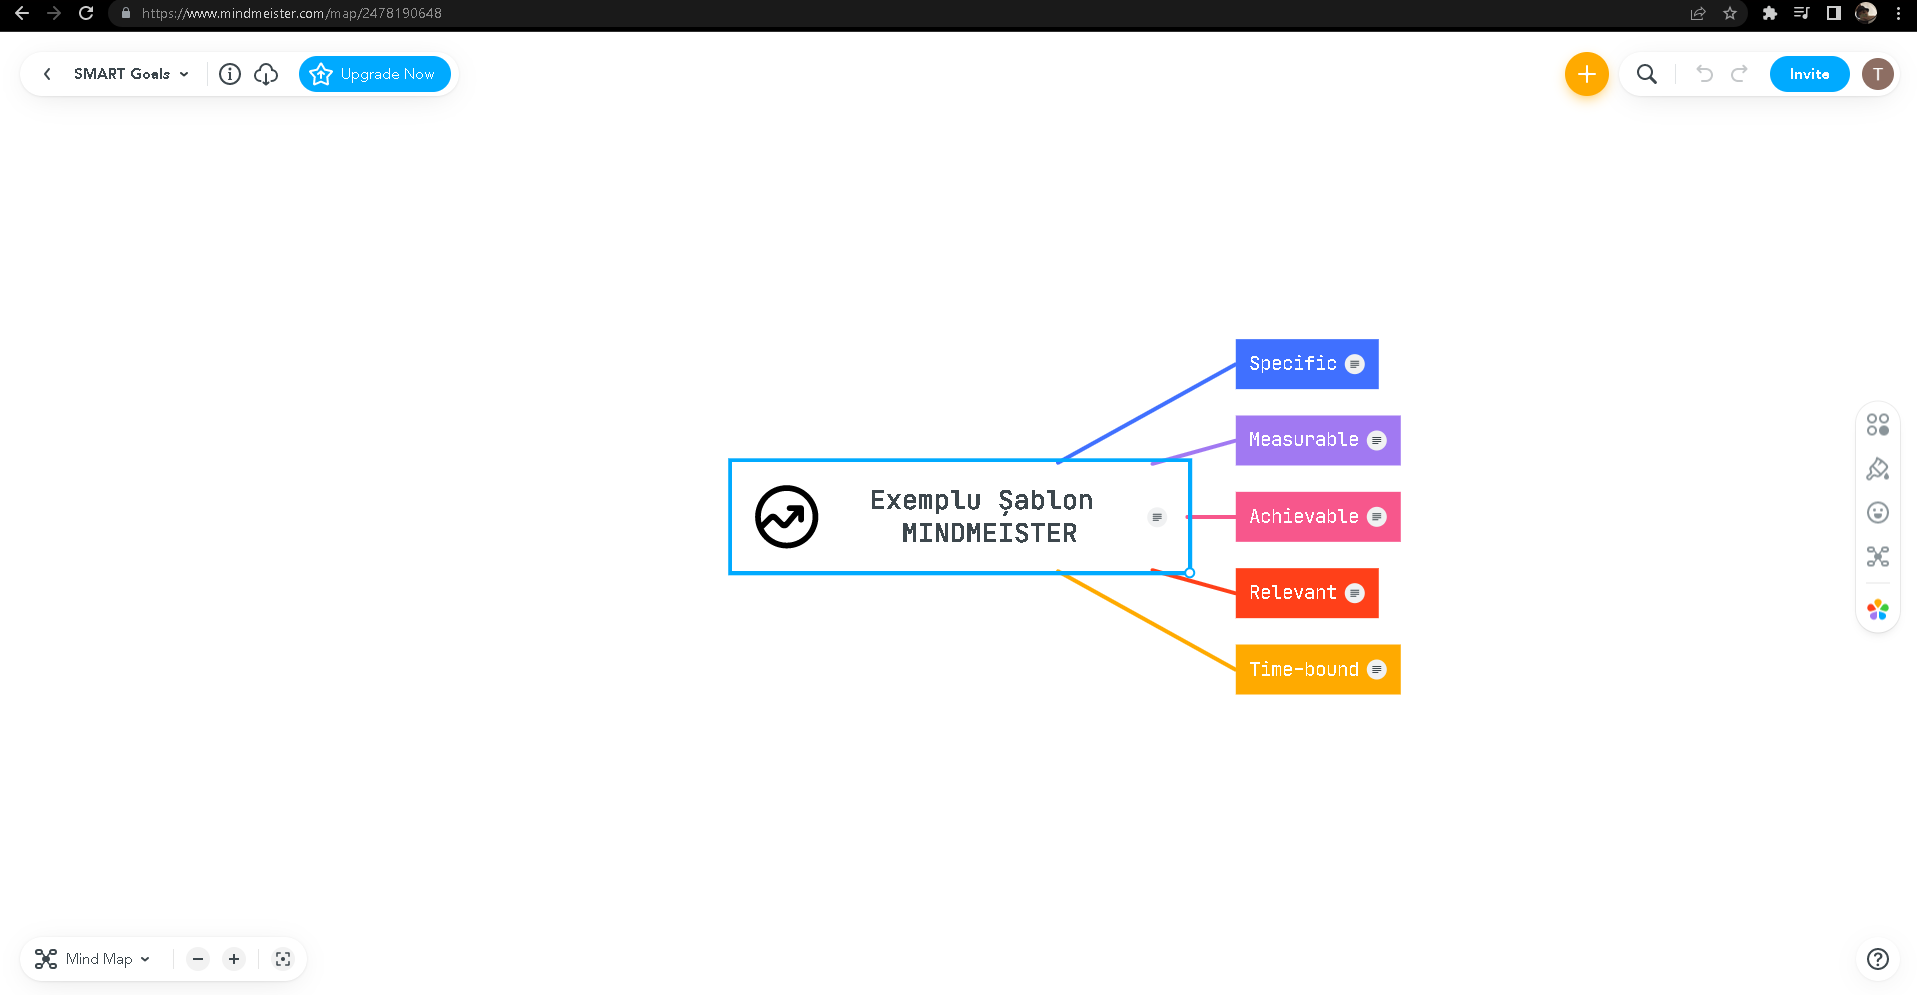 https://www.mindmeister.com/map/2478190648
SMART Goals
Upgrade Now
Invite
T
Specific
Measurable
Exemplu Șablon
MINDMEISTER
Achievable
Relevant
Time-bound
Mind Map